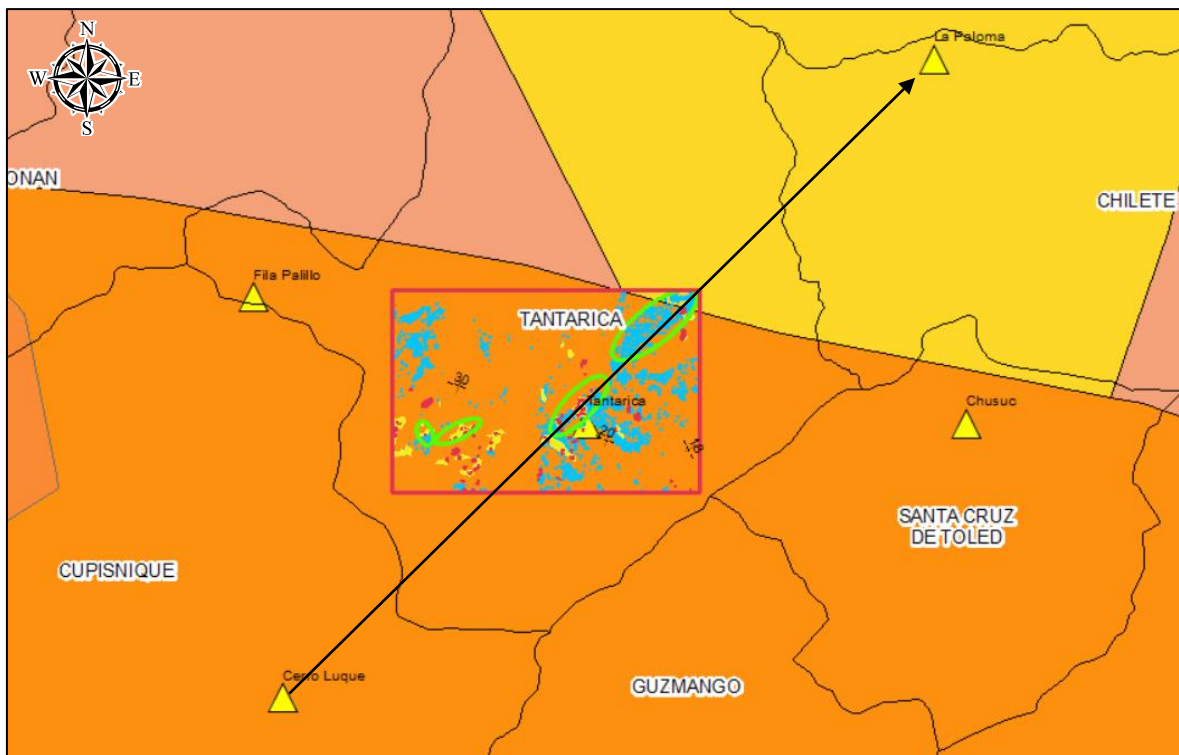 N
W E
S
La Paloma
ONAN
CHILETE
Fila Palillo
TANTARICA
30
Tantarica
20
18
Chusuc
SANTA CRUZ
DE TOLED
CUPISNIQUE
Cerro Luque
GUZMANGO